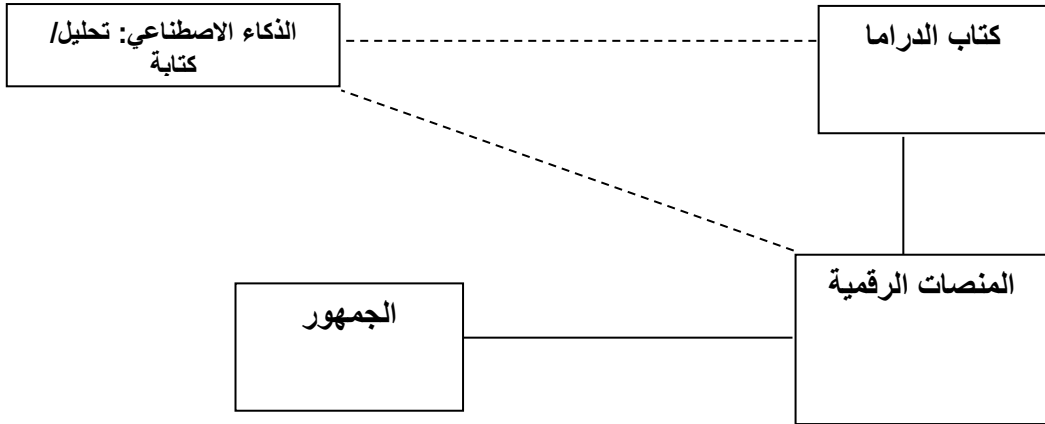 كتاب الدراما
الذكاء الاصطناعي: تحليل/
كتابة
المنصات الرقمية
الجمهور